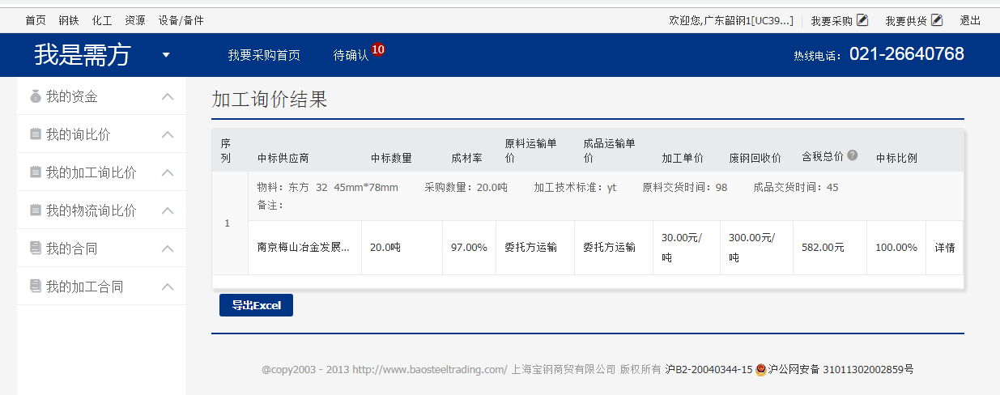 首页 钢铁 化工 资源 设备/备件 欢迎您,广东韶钢1[UC39...] 我要采购 我要供货 退出
我是需方 我要采购首页 待确认 10 热线电话： 021-26640768
我的资金
我的询比价
我的加工询比价
我的物流询比价
我的合同
我的加工合同
加工询价结果
序列 中标供应商 中标数量 成材率 原料运输单价 成品运输单价 加工单价 废钢回收价 含税总价 ? 中标比例
1
物料：东方 32 45mm*78mm 采购数量：20.0吨 加工技术标准：yt 原料交货时间：98 成品交货时间：45
备注：
南京梅山冶金发展... 20.0吨 97.00% 委托方运输 委托方运输 30.00元/吨 300.00元/吨 582.00元 100.00% 详情
导出Excel
@copy2003 - 2013 http://www.baosteeltrading.com/ 上海宝钢商贸有限公司 版权所有 沪B2-20040344-15 沪公网安备 31011302002859号